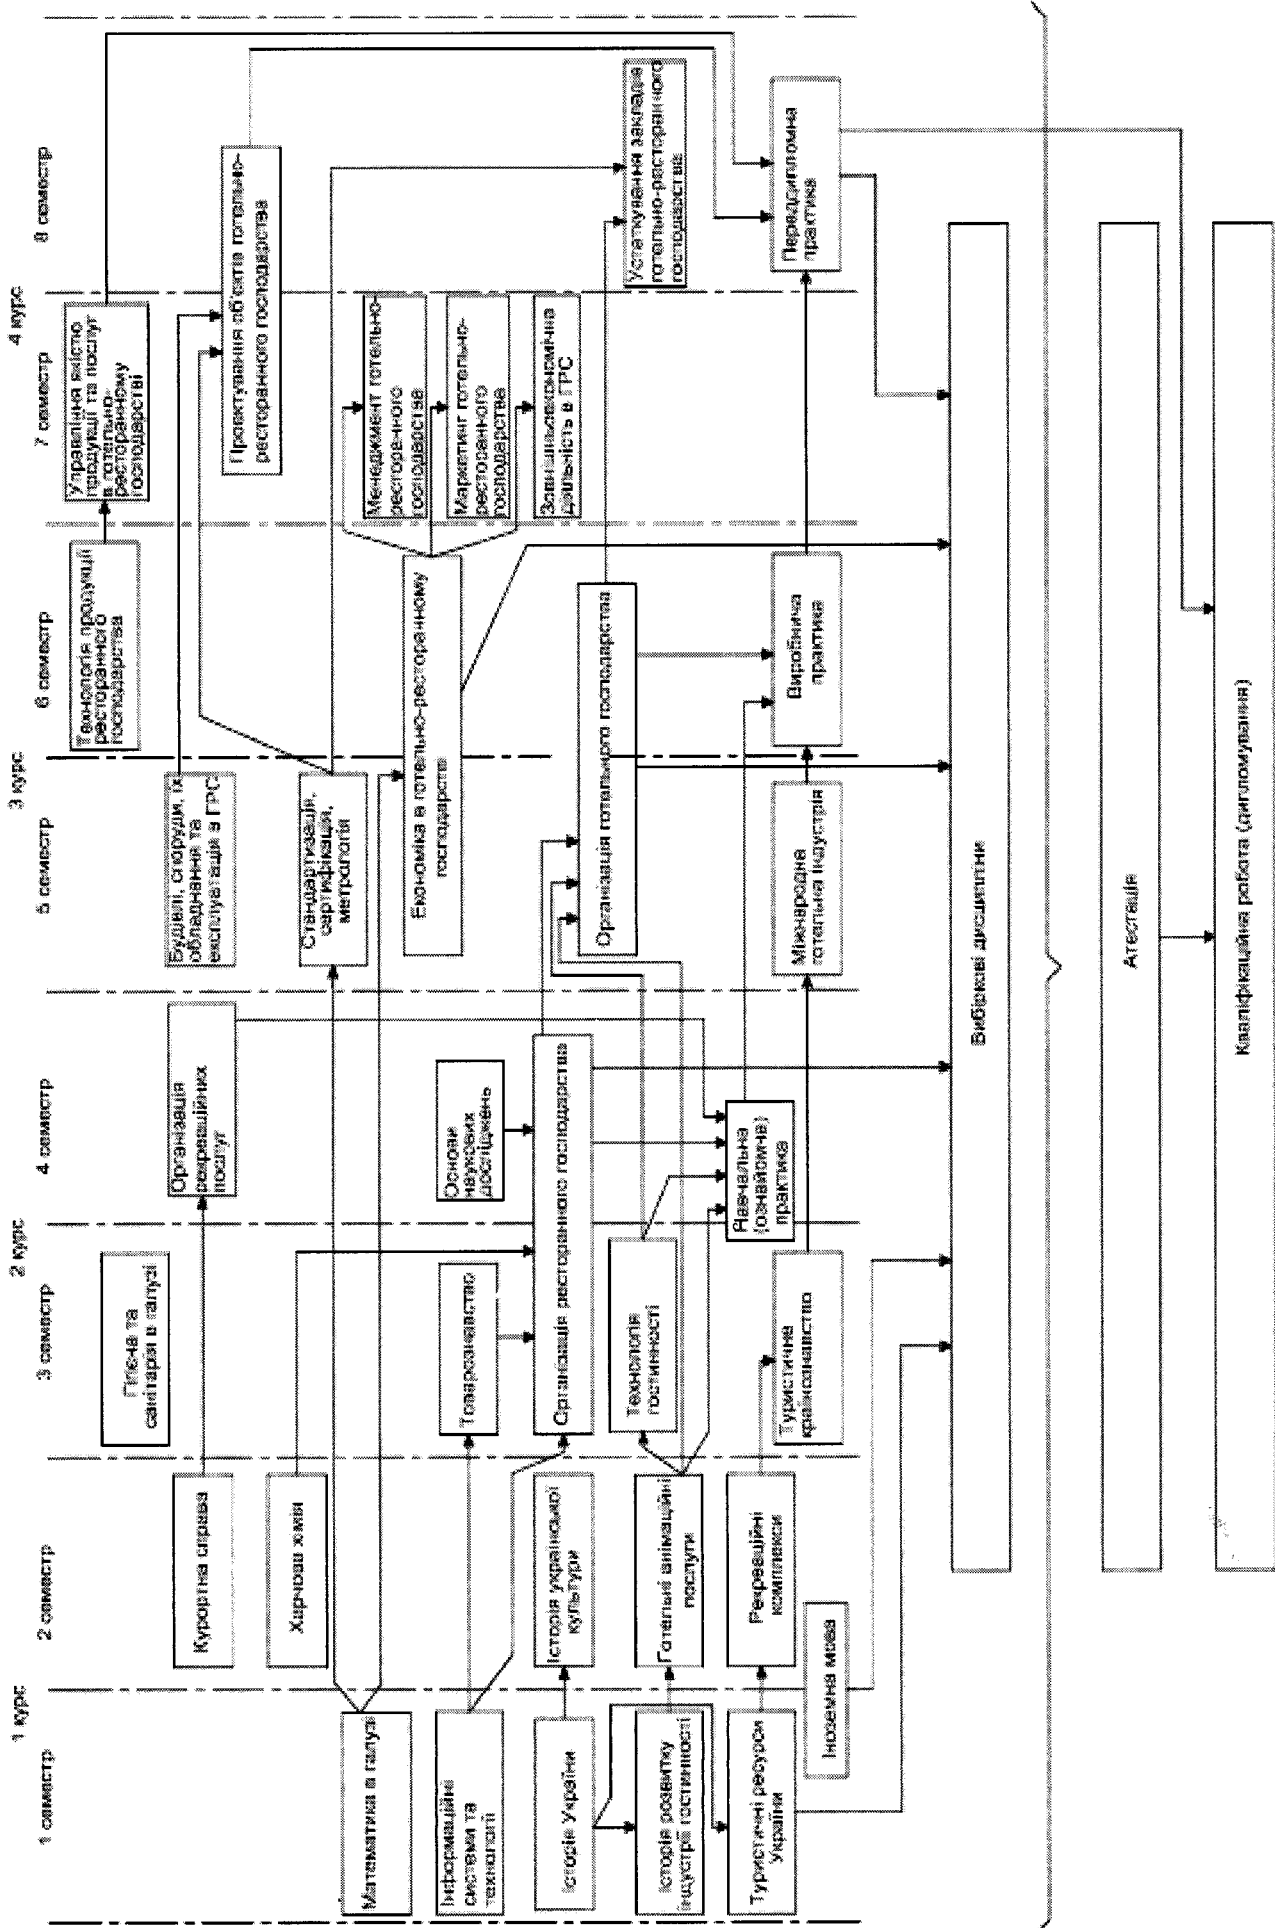 1 курс
2 курс
3 курс
4 курс
1 семестр
2 семестр
3 семестр
4 семестр
5 семестр
6 семестр
7 семестр
8 семестр
Математика в галузі
Інформаційні
системи та
технології
Історія України
Історія розвитку
індустрії гостинності
Туристичні ресурси
України
Іноземна мова
Курортна справа
Харчова хімія
Історія української
культури
Готельні анімаційні
послуги
Рекреаційні
комплекси
Гігієна та
санітарія в галузі
Товарознавство
Організація ресторанного господарства
Технологія
гостинності
Туристичне
країнознавство
Організація
рекреаційних
послуг
Основи
наукових
досліджень
Навчальна
(ознайомча)
практика
Будівлі, споруди, їх
обладнання та
експлуатація в ГРС
Стандартизація,
сертифікація,
метрологія
Економіка в готельно-ресторанному
господарстві
Організація готельного господарства
Міжнародна
готельна індустрія
Технологія продукції
ресторанного
господарства
Виробнича
практика
Управління якістю
продукції та послуг
в готельно-
ресторанному
господарстві
Проектування об'єктів готельно-
ресторанного господарства
Менеджмент готельно-
ресторанного
господарства
Маркетинг готельно-
ресторанного
господарства
Зовнішньоекономічна
діяльність в ГРС
Устаткування закладів
готельно-ресторанного
господарства
Переддипломна
практика
Вибіркові дисципліни
Атестація
Кваліфікаційна робота (дипломування)